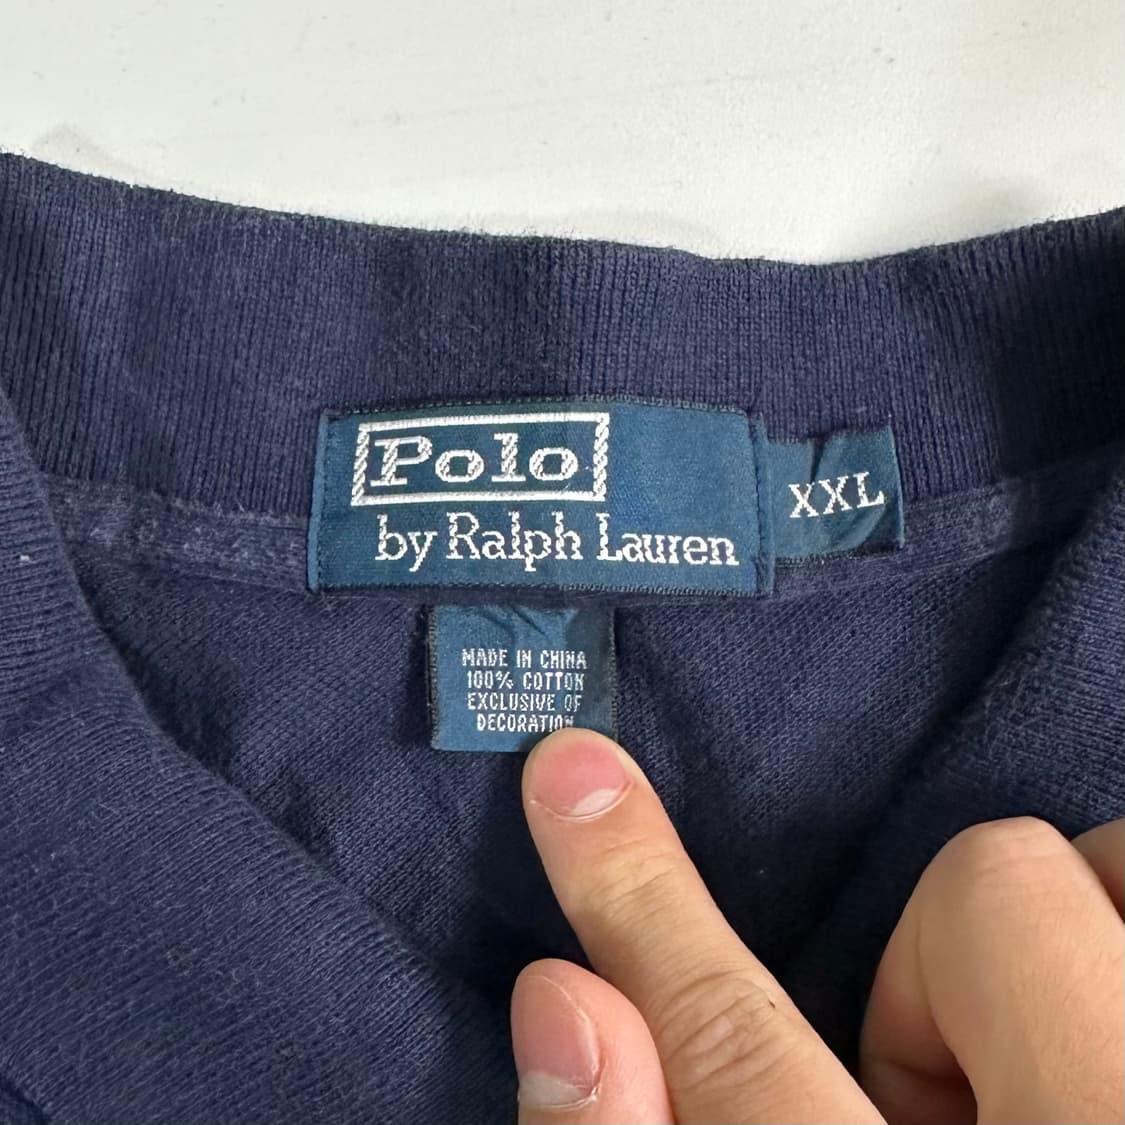 Polo
by Ralph Lauren
XXL
MADE IN CHINA
100% COTTON
EXCLUSIVE OF
DECORATION